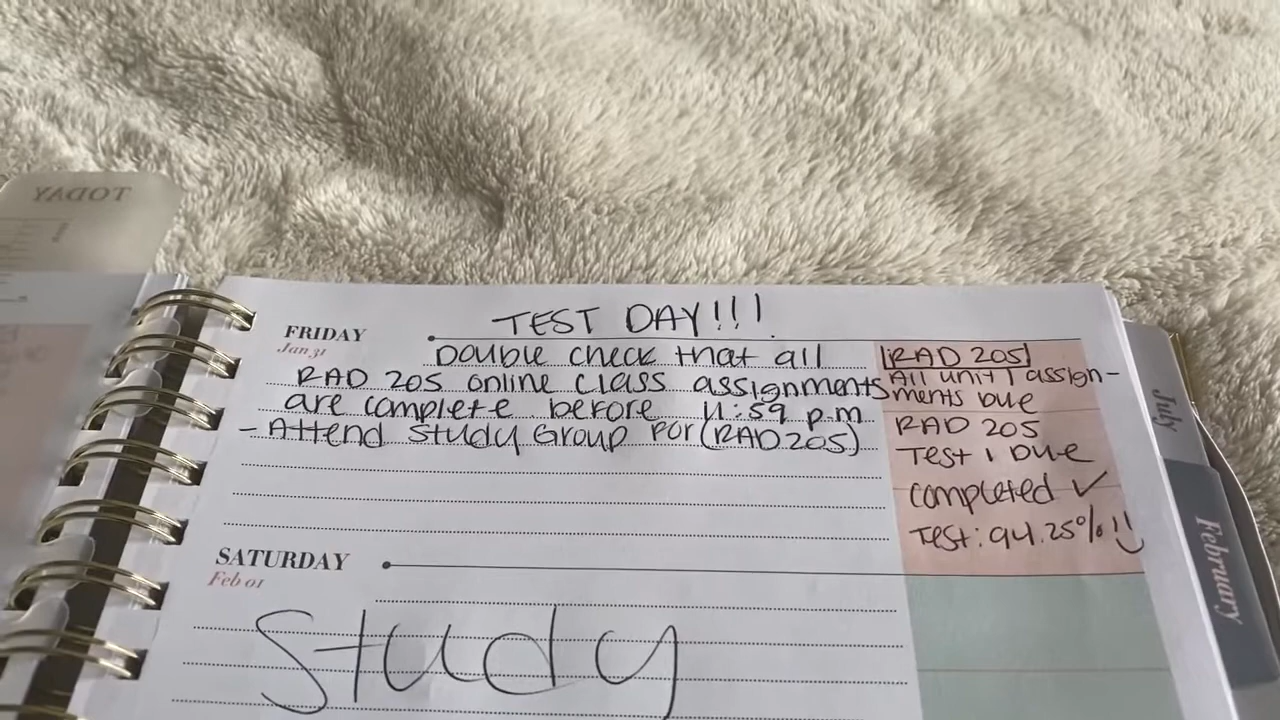 TODAY
TEST DAY!!!
FRIDAY
Jan 31
Double check that all
RAD 205 online class assignments
are complete before 11:59 p.m
- Attend Study Group for (RAD 205)
RAD 205
All unit 1 assign-
ments due
RAD 205
Test 1 Due
completed ✓
Test: 94.25% !!
SATURDAY
Feb 01
Study
July
February